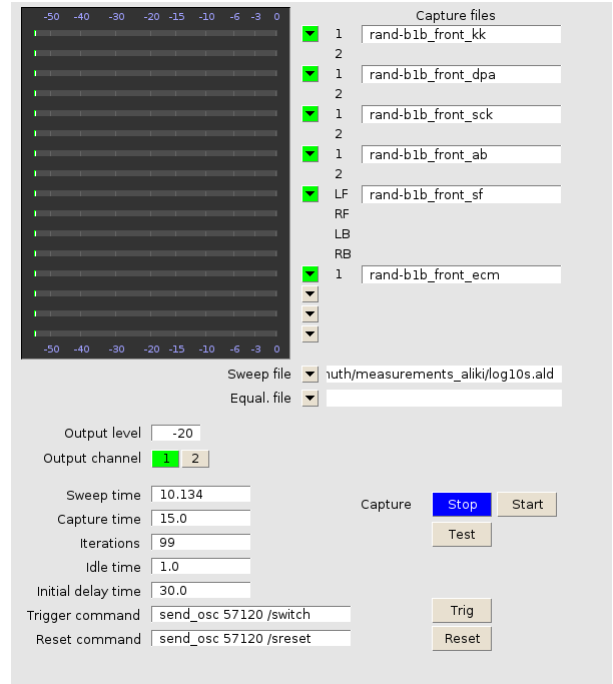 -50 -40 -30 -20 -15 -10 -6 -3 0
Capture files
1 rand-b1b_front_kk
2
1 rand-b1b_front_dpa
2
1 rand-b1b_front_sck
2
1 rand-b1b_front_ab
2
LF rand-b1b_front_sf
RF
LB
RB
1 rand-b1b_front_ecm
-50 -40 -30 -20 -15 -10 -6 -3 0
Sweep file nuth/measurements_aliki/log10s.ald
Equal. file
Output level -20
Output channel 1 2
Sweep time 10.134
Capture Stop Start
Capture time 15.0
Test
Iterations 99
Idle time 1.0
Initial delay time 30.0
Trigger command send_osc 57120 /switch
Trig
Reset command send_osc 57120 /sreset
Reset